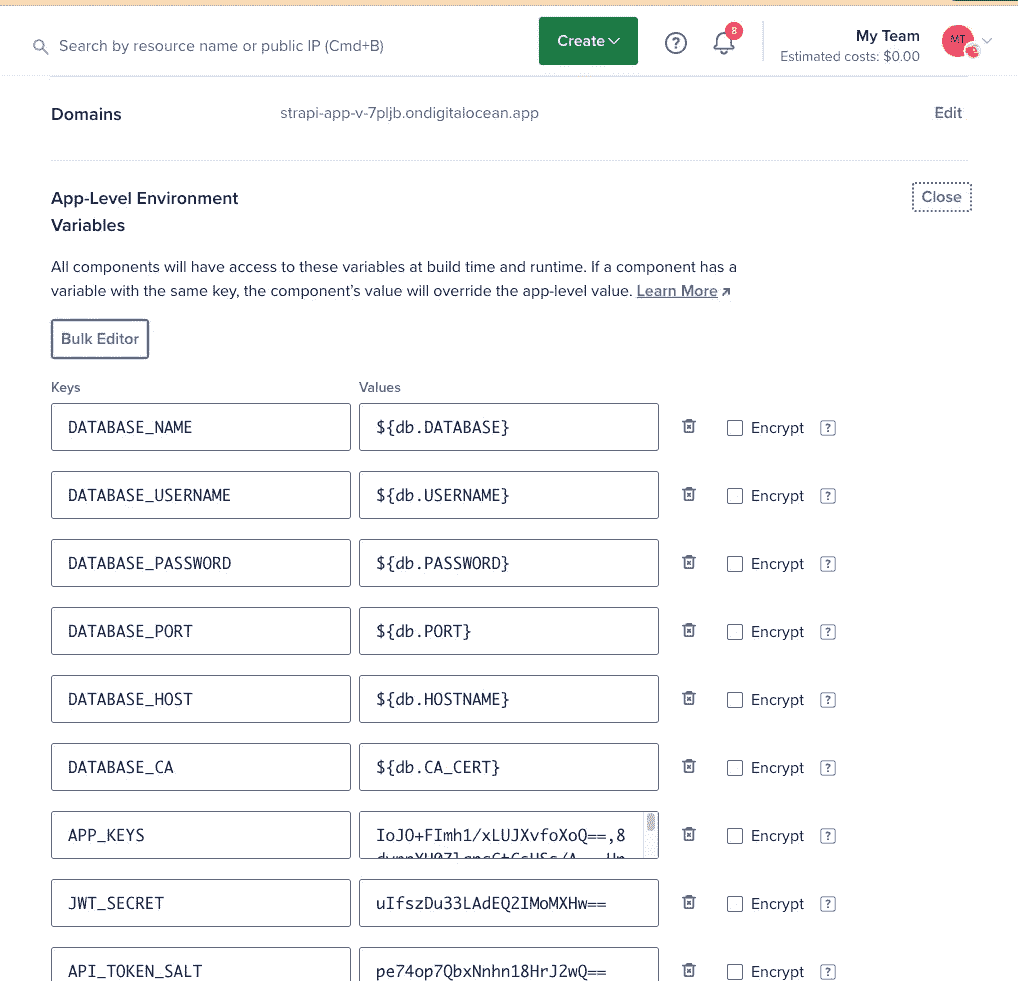 Search by resource name or public IP (Cmd+B)
Create
?
8
My Team
Estimated costs: $0.00
MT
Domains
strapi-app-v-7pljb.ondigitalocean.app
Edit
App-Level Environment
Variables
Close
All components will have access to these variables at build time and runtime. If a component has a
variable with the same key, the component's value will override the app-level value. Learn More
Bulk Editor
Keys Values
DATABASE_NAME ${db.DATABASE} Encrypt ?
DATABASE_USERNAME ${db.USERNAME} Encrypt ?
DATABASE_PASSWORD ${db.PASSWORD} Encrypt ?
DATABASE_PORT ${db.PORT} Encrypt ?
DATABASE_HOST ${db.HOSTNAME} Encrypt ?
DATABASE_CA ${db.CA_CERT} Encrypt ?
APP_KEYS IoJO+FImh1/xLUJXvfoXoQ==,8 Encrypt ?
JWT_SECRET uIfszDu33LAdEQ2IMoMXHw== Encrypt ?
API_TOKEN_SALT pe74op7QbxNnhn18HrJ2wQ== Encrypt ?